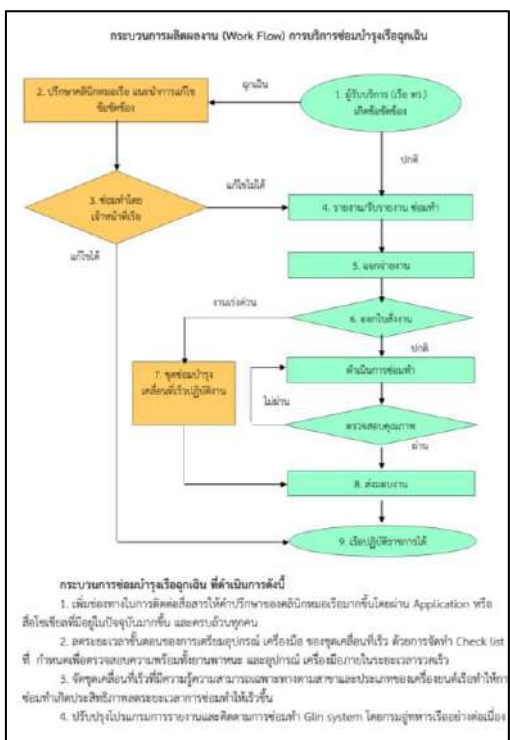 กระบวนการผลิตผลงาน (Work Flow) การบริการซ่อมบำรุงเรือฉุกเฉิน
2. ปรึกษาคลินิกหมอเรือ แนะนำการแก้ไข
ข้อขัดข้อง
ฉุกเฉิน
1. ผู้รับบริการ (เรือ ทร.)
เกิดข้อขัดข้อง
ปกติ
3. ซ่อมทำโดย
เจ้าหน้าที่เรือ
แก้ไขไม่ได้
4. รายงาน/รับรายงาน ซ่อมทำ
แก้ไขได้
5. แจกจ่ายงาน
งานเร่งด่วน
6. ออกใบสั่งงาน
ปกติ
7. ชุดซ่อมบำรุง
เคลื่อนที่เร็วปฏิบัติงาน
ดำเนินการซ่อมทำ
ไม่ผ่าน
ตรวจสอบคุณภาพ
ผ่าน
8. ส่งมอบงาน
9. เรือปฏิบัติราชการได้
กระบวนการซ่อมบำรุงเรือฉุกเฉิน ที่ดำเนินการดังนี้
1. เพิ่มช่องทางในการติดต่อสื่อสารให้คำปรึกษาของคลินิกหมอเรือมากขึ้นโดยผ่าน Application หรือ
สื่อโซเชียลที่มีอยู่ในปัจจุบันมากขึ้น และครบถ้วนทุกคน
2. ลดระยะเวลาขั้นตอนของการเตรียมอุปกรณ์ เครื่องมือ ของชุดเคลื่อนที่เร็ว ด้วยการจัดทำ Check list
ที่ กำหนดเพื่อตรวจสอบความพร้อมทั้งยานพาหนะ และอุปกรณ์ เครื่องมือภายในระยะเวลารวดเร็ว
3. จัดชุดเคลื่อนที่เร็วที่มีความรู้ความสามารถเฉพาะทางตามสาขาและประเภทของเครื่องยนต์เรือทำให้กา
ซ่อมทำเกิดประสิทธิภาพลดระยะเวลาการซ่อมทำให้เร็วขึ้น
4. ปรับปรุงโปรแกรมการรายงานและติดตามการซ่อมทำ Glin system โดยกรมอู่ทหารเรืออย่างต่อเนื่อง